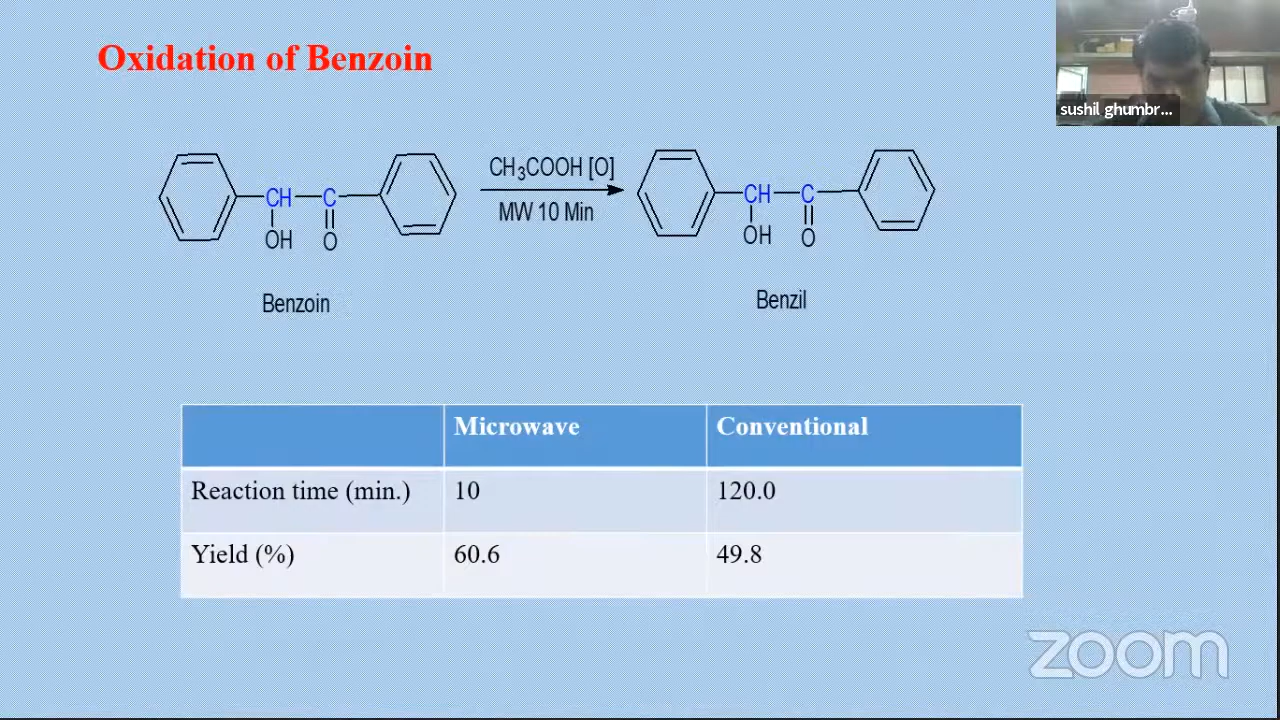 Oxidation of Benzoin
sushil ghumbr...
CH3COOH [O]
MW 10 Min
CH C
OH O
CH C
OH O
Benzoin
Benzil
Microwave Conventional
Reaction time (min.) 10 120.0
Yield (%) 60.6 49.8
zoom